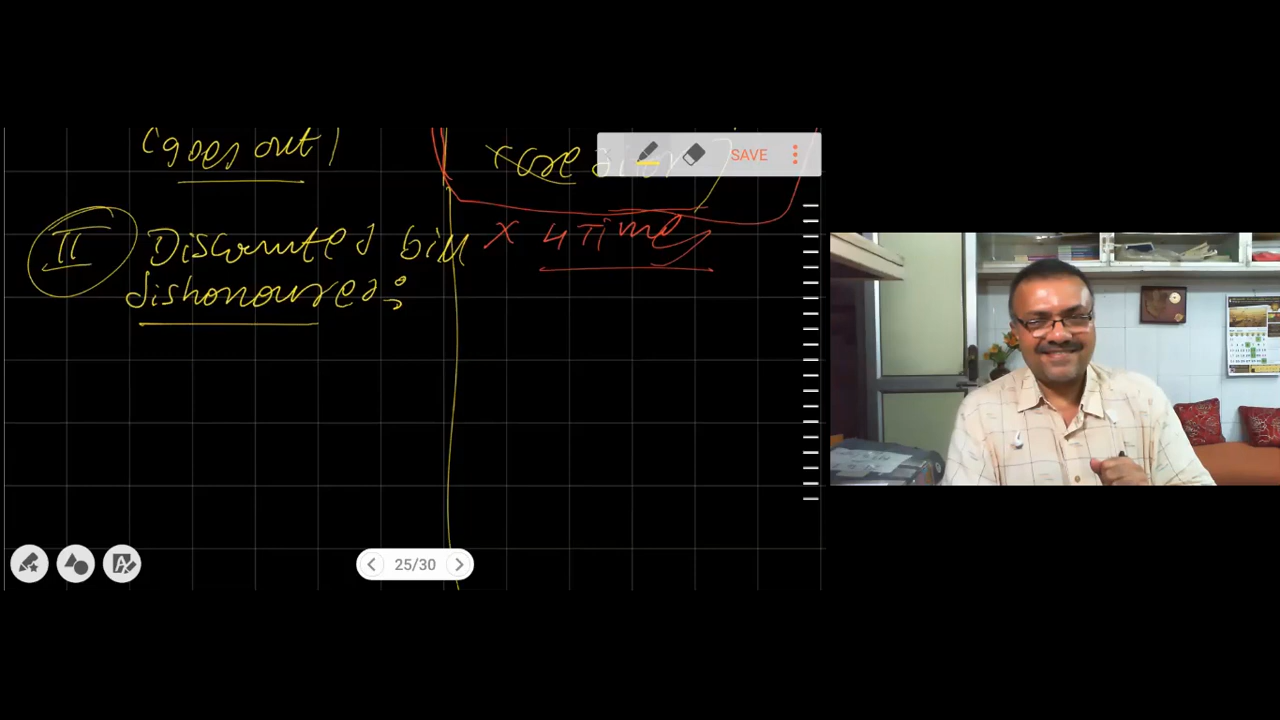 (goes out)
SAVE
x 4 Times
II Discounted bill
dishonoured:
25/30